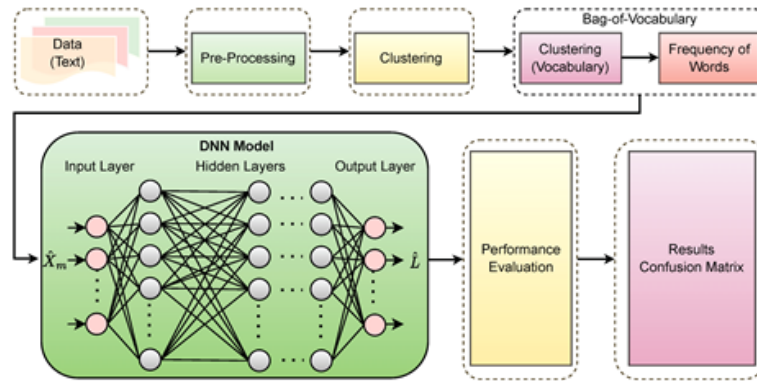 Bag-of-Vocabulary
Data
(Text)
Pre-Processing
Clustering
Clustering
(Vocabulary)
Frequency of
Words
DNN Model
Input Layer
Hidden Layers
Output Layer
X̂ₘ
L̂
Performance
Evaluation
Results
Confusion Matrix